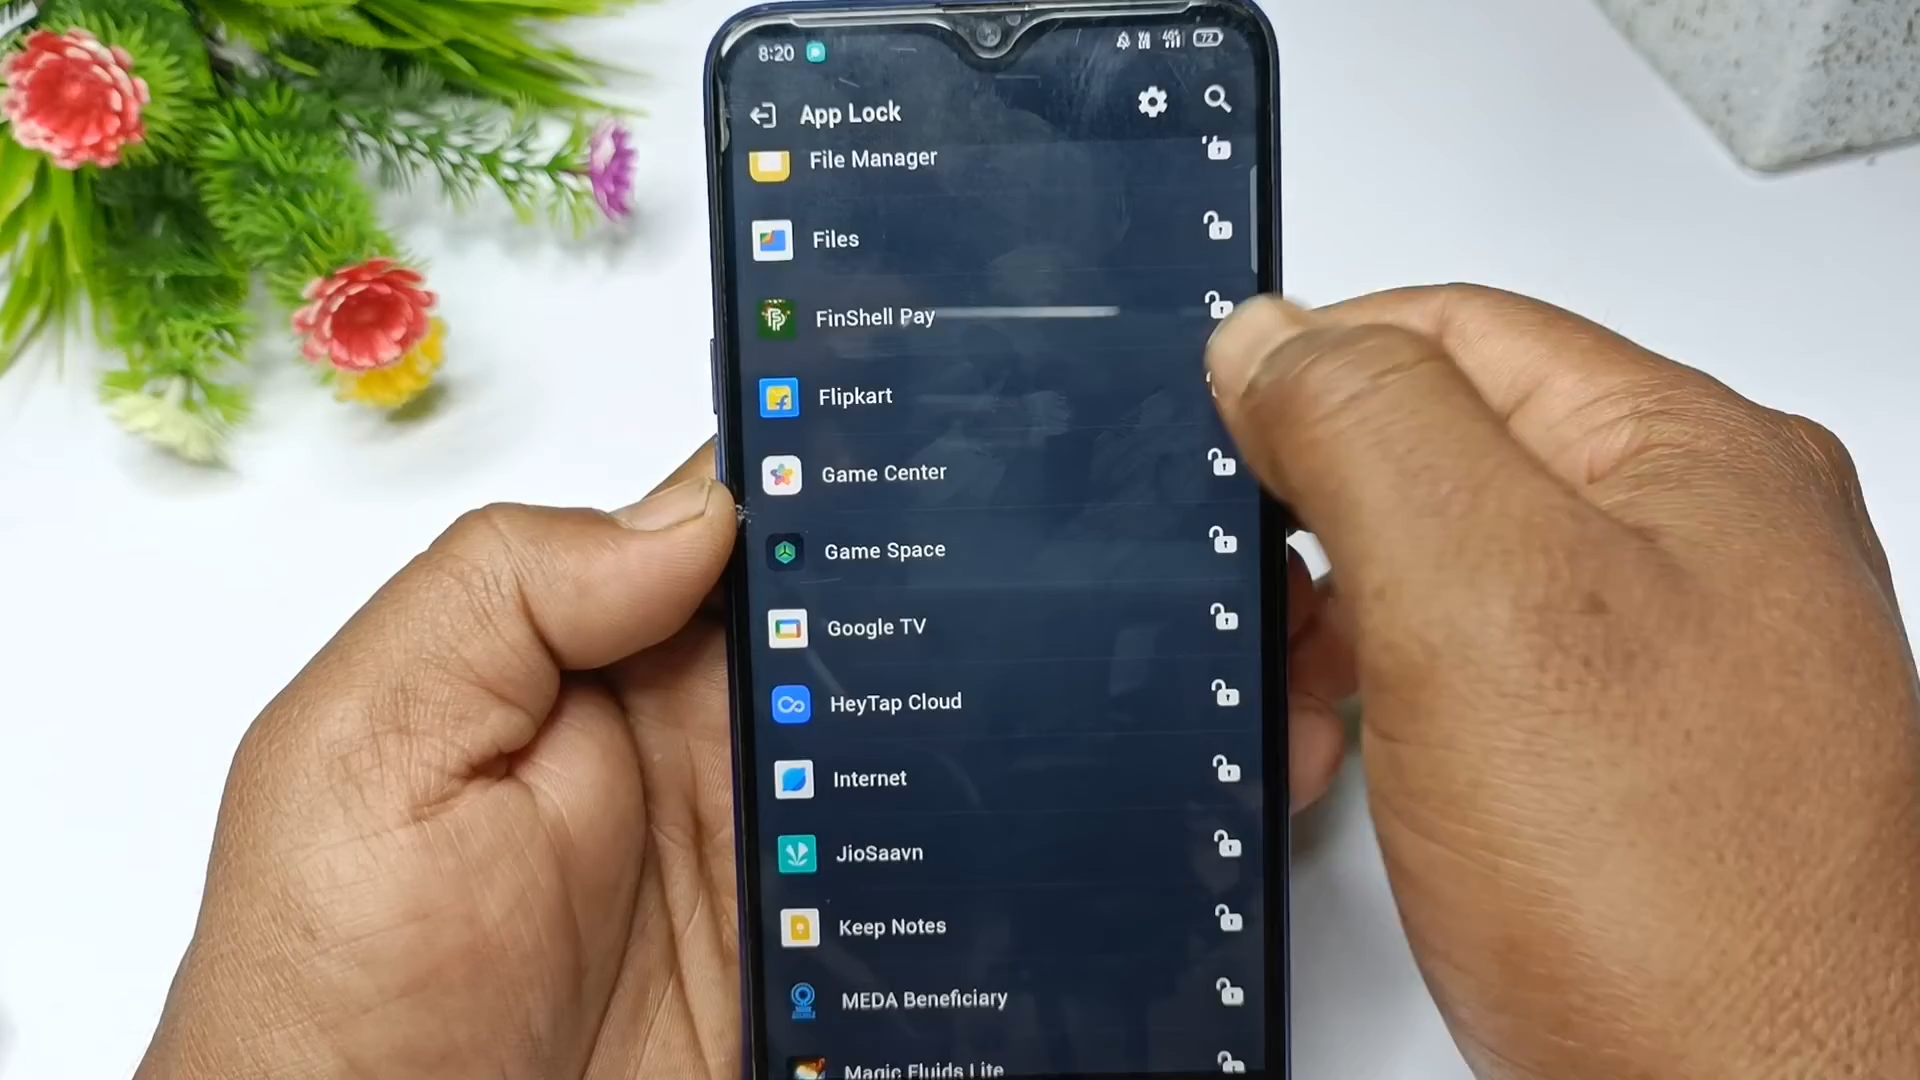 8:20
72
App Lock
File Manager
Files
FinShell Pay
Flipkart
Game Center
Game Space
Google TV
HeyTap Cloud
Internet
JioSaavn
Keep Notes
MEDA Beneficiary
Magic Fluids Lite